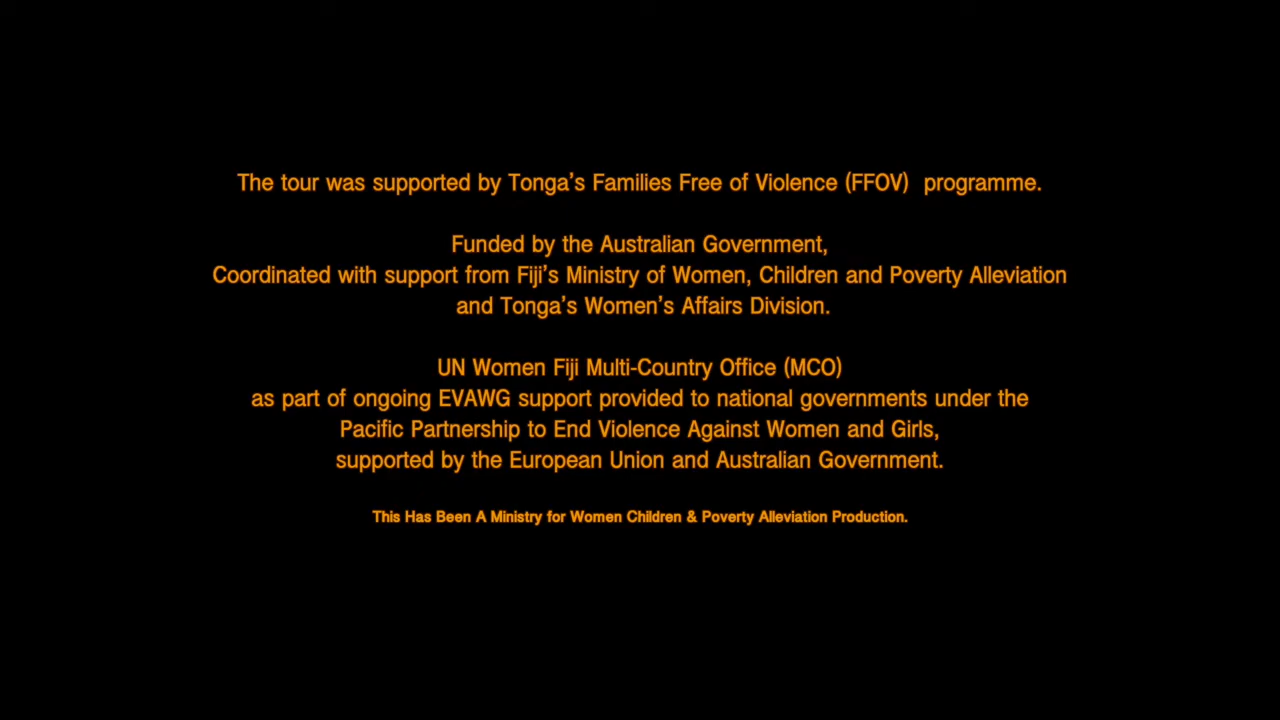 The tour was supported by Tonga's Families Free of Violence (FFOV)  programme.
Funded by the Australian Government,
Coordinated with support from Fiji's Ministry of Women, Children and Poverty Alleviation
and Tonga's Women's Affairs Division.
UN Women Fiji Multi-Country Office (MCO)
as part of ongoing EVAWG support provided to national governments under the
Pacific Partnership to End Violence Against Women and Girls,
supported by the European Union and Australian Government.
This Has Been A Ministry for Women Children & Poverty Alleviation Production.